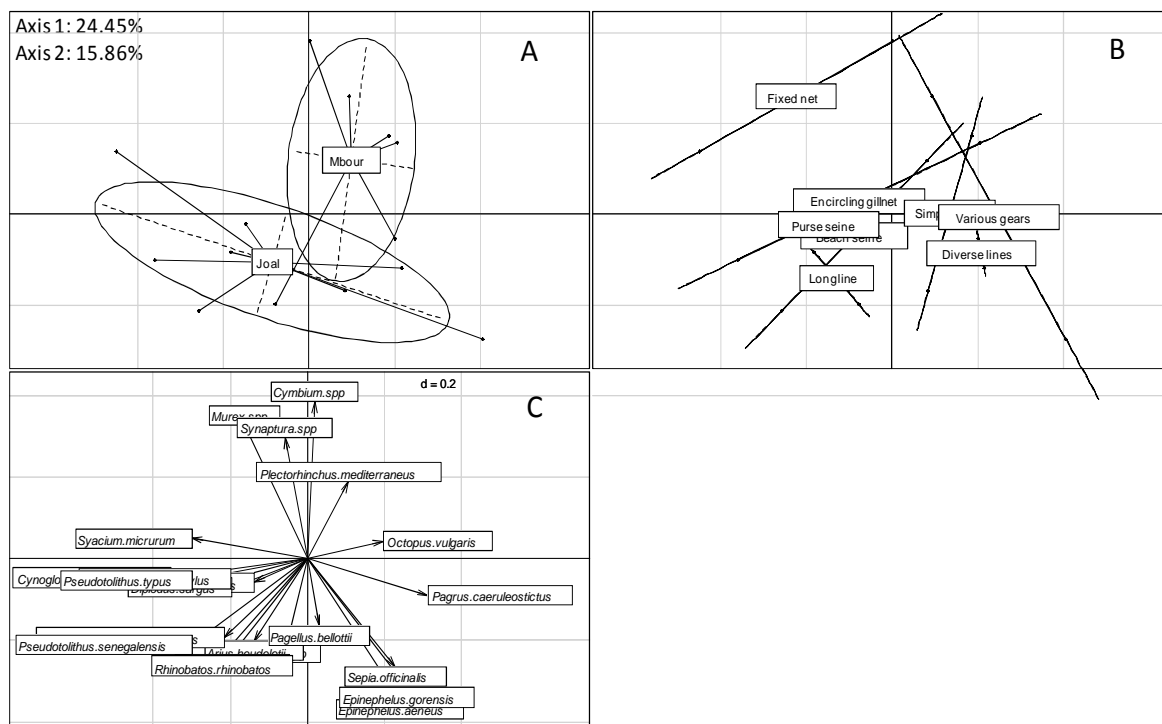 Axis 1: 24.45%
Axis 2: 15.86%
A
Mbour
Joal
B
Fixed net
Encircling gillnet
Purse seine
Beach seine
Various gears
Diverse lines
Longline
d = 0.2
C
Cymbium.spp
Murex.spp
Synaptura.spp
Plectorhinchus.mediterraneus
Syacium.micrurum
Octopus.vulgaris
Pseudotolithus.typus
Diplodus.sargus
Pagrus.caeruleostictus
Pseudotolithus.senegalensis
Arius.heudelotii
Pagellus.bellottii
Rhinobatos.rhinobatos
Sepia.officinalis
Epinephelus.gorensis
Epinephelus.aeneus